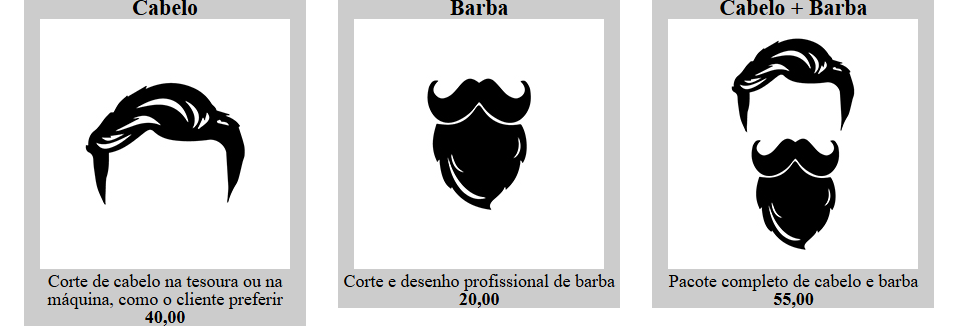 Cabelo
Corte de cabelo na tesoura ou na
máquina, como o cliente preferir
40,00
Barba
Corte e desenho profissional de barba
20,00
Cabelo + Barba
Pacote completo de cabelo e barba
55,00